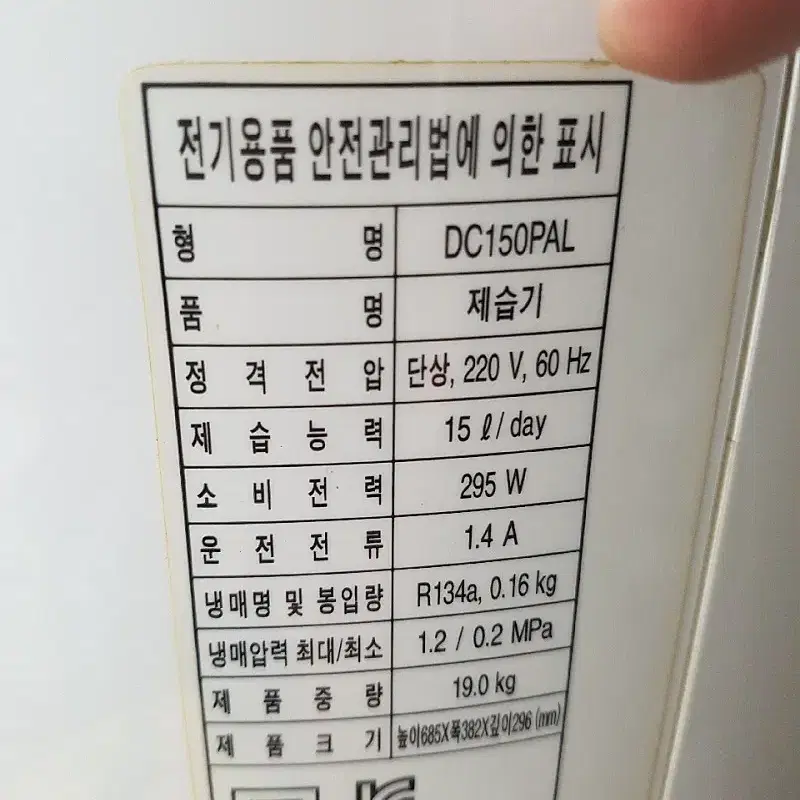 전기용품 안전관리법에 의한 표시
형 명 DC150PAL
품 명 제습기
정 격 전 압 단상, 220 V, 60 Hz
제 습 능 력 15 ℓ/day
소 비 전 력 295 W
운 전 전 류 1.4 A
냉매명 및 봉입량 R134a, 0.16 kg
냉매압력 최대/최소 1.2 / 0.2 MPa
제 품 중 량 19.0 kg
제 품 크 기 높이685X폭382X깊이296 (mm)